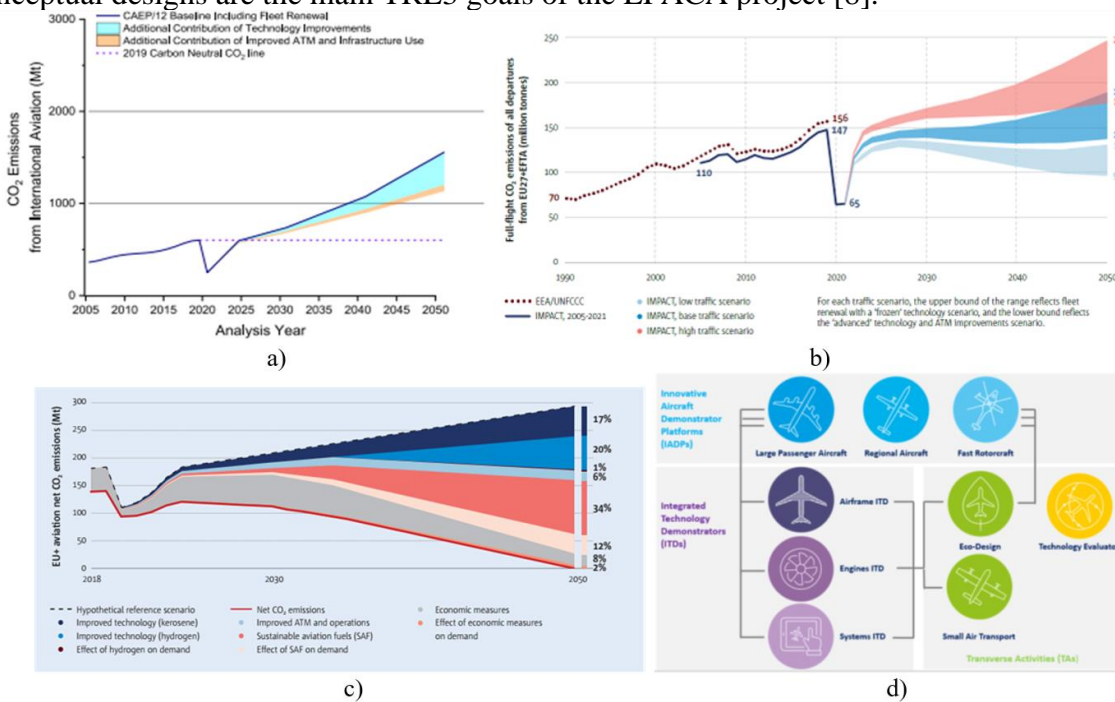 nceptual designs are the main TRL3 goals of the EPACA project [8].
3000
CAEP/12 Baseline Including Fleet Renewal
Additional Contribution of Technology Improvements
Additional Contribution of Improved ATM and Infrastructure Use
2019 Carbon Neutral CO2 line
2000
1000
0
CO2 Emissions
from International Aviation (Mt)
2005 2010 2015 2020 2025 2030 2035 2040 2045 2050
Analysis Year
a)
Full-flight CO2 emissions of all departures
from EU27+EFTA (million tonnes)
250
200
150
100
50
0
70
110
156
147
65
1990 2000 2010 2020 2030 2040 2050
EEA/UNFCCC
IMPACT, 2005-2021
IMPACT, low traffic scenario
IMPACT, base traffic scenario
IMPACT, high traffic scenario
For each traffic scenario, the upper bound of the range reflects fleet
renewal with a 'frozen' technology scenario, and the lower bound reflects
the 'advanced' technology and ATM improvements scenario.
b)
EU+ aviation net CO2 emissions (Mt)
300
250
200
150
100
50
0
17%
20%
1%
6%
34%
12%
8%
2%
2018 2030 2050
Hypothetical reference scenario
Improved technology (kerosene)
Improved technology (hydrogen)
Effect of hydrogen on demand
Net CO2 emissions
Improved ATM and operations
Sustainable aviation fuels (SAF)
Effect of SAF on demand
Economic measures
Effect of economic measures
on demand
c)
Innovative
Aircraft
Demonstrator
Platforms
(IADPs)
Large Passenger Aircraft
Regional Aircraft
Fast Rotorcraft
Integrated
Technology
Demonstrators
(ITDs)
Airframe ITD
Engines ITD
Systems ITD
Eco-Design
Technology Evaluato
Small Air Transport
Transverse Activities (TAs)
d)